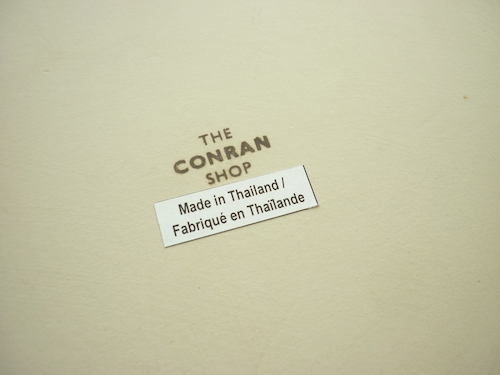 THE
CONRAN
SHOP
Made in Thailand /
Fabriqué en Thaïlande